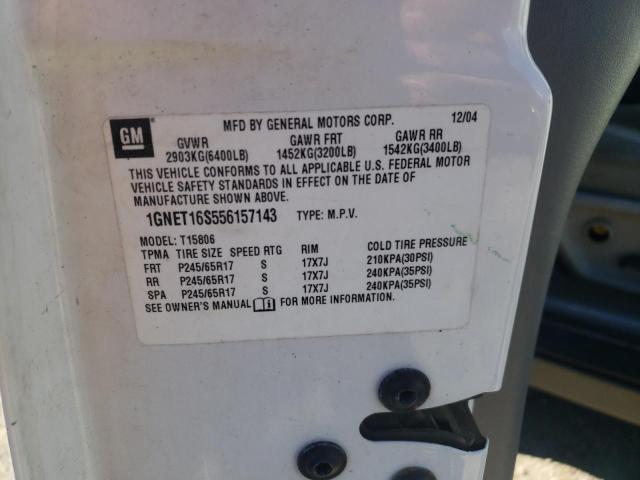 MFD BY GENERAL MOTORS CORP. 12/04
GM
GVWR GAWR FRT GAWR RR
2903KG(6400LB) 1452KG(3200LB) 1542KG(3400LB)
THIS VEHICLE CONFORMS TO ALL APPLICABLE U.S. FEDERAL MOTOR
VEHICLE SAFETY STANDARDS IN EFFECT ON THE DATE OF
MANUFACTURE SHOWN ABOVE.
1GNET16S556157143 TYPE: M.P.V.
MODEL: T15806
TPMA TIRE SIZE SPEED RTG RIM COLD TIRE PRESSURE
FRT P245/65R17 S 17X7J 210KPA(30PSI)
RR P245/65R17 S 17X7J 240KPA(35PSI)
SPA P245/65R17 S 17X7J 240KPA(35PSI)
SEE OWNER'S MANUAL FOR MORE INFORMATION.